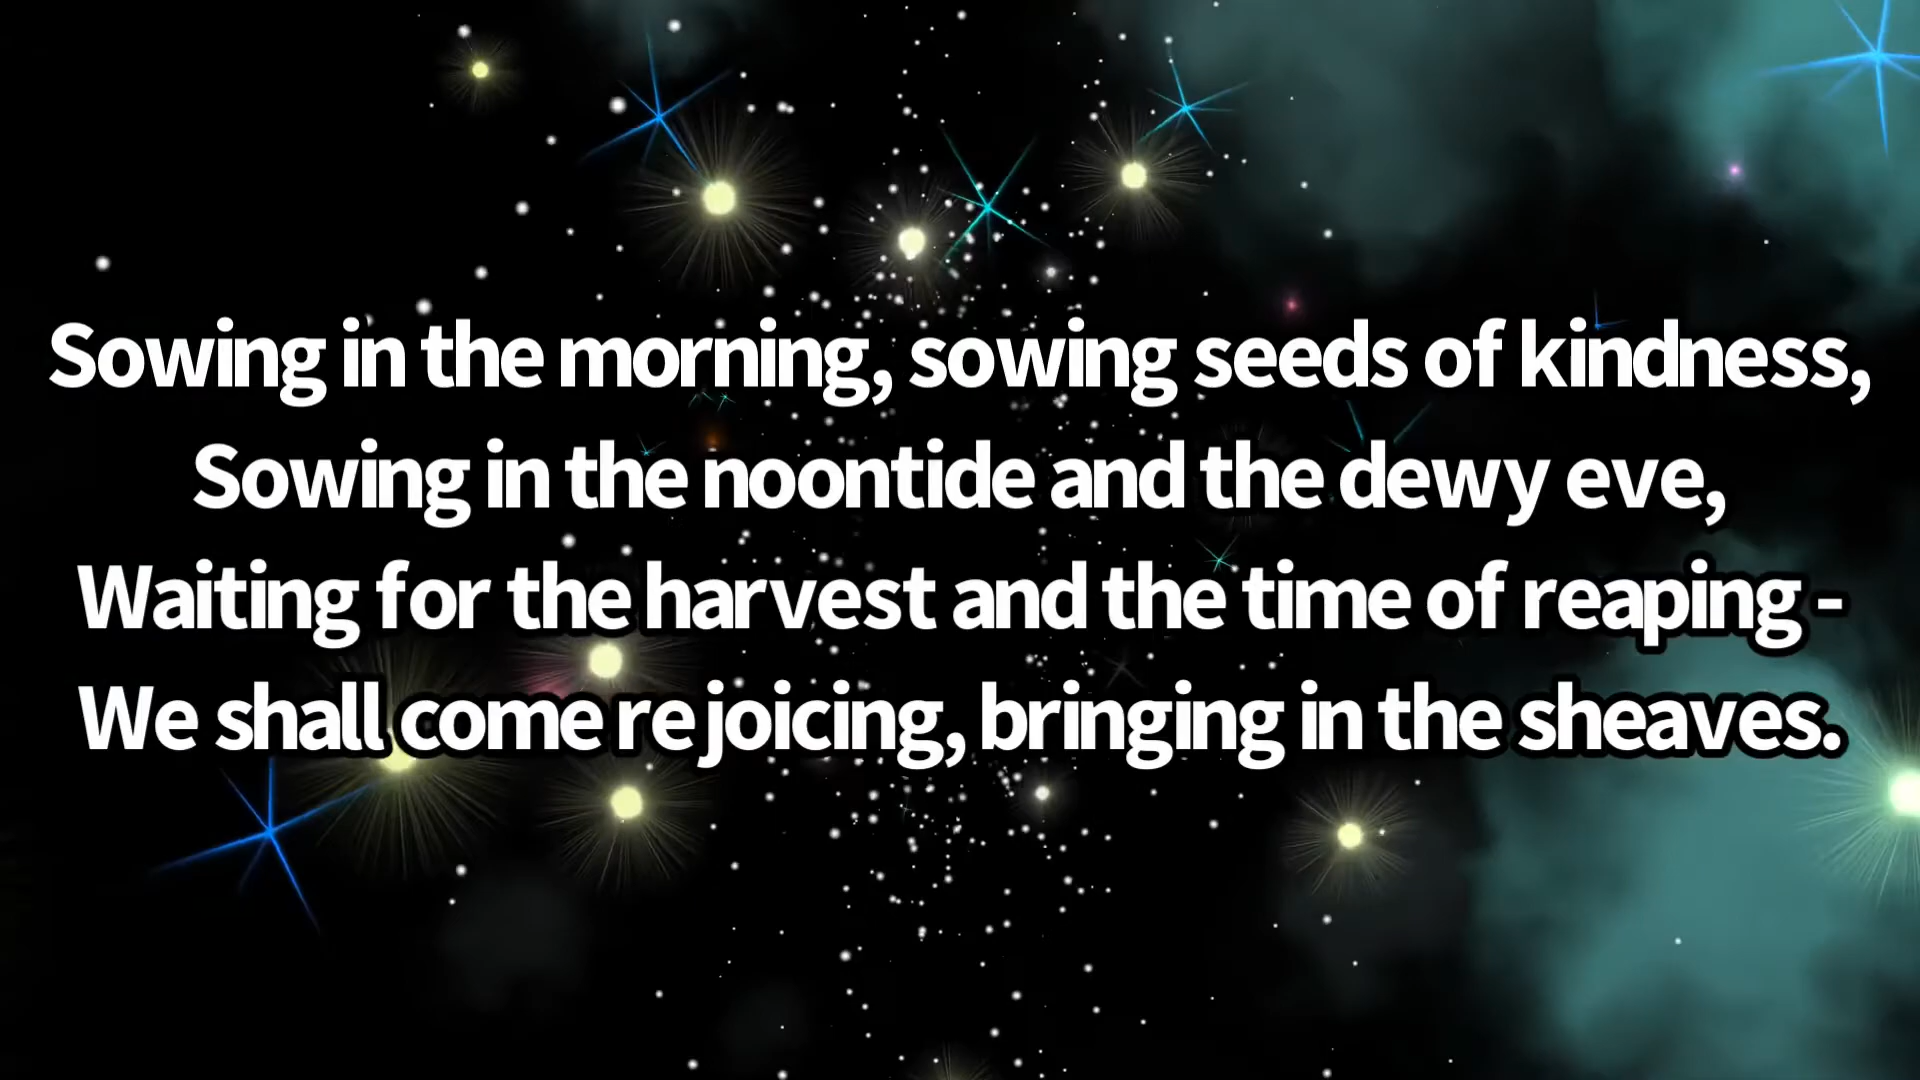 Sowing in the morning, sowing seeds of kindness,
Sowing in the noontide and the dewy eve,
Waiting for the harvest and the time of reaping -
We shall come rejoicing, bringing in the sheaves.